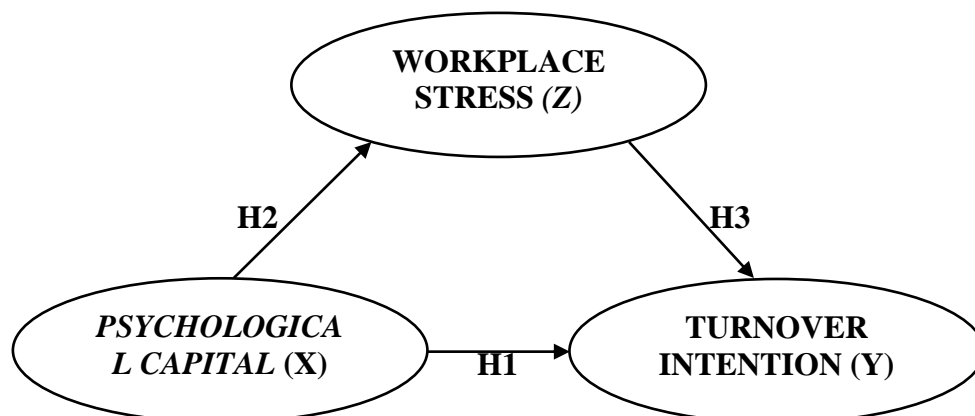 WORKPLACE
STRESS (Z)
H2
H3
PSYCHOLOGICA
L CAPITAL (X)
H1
TURNOVER
INTENTION (Y)